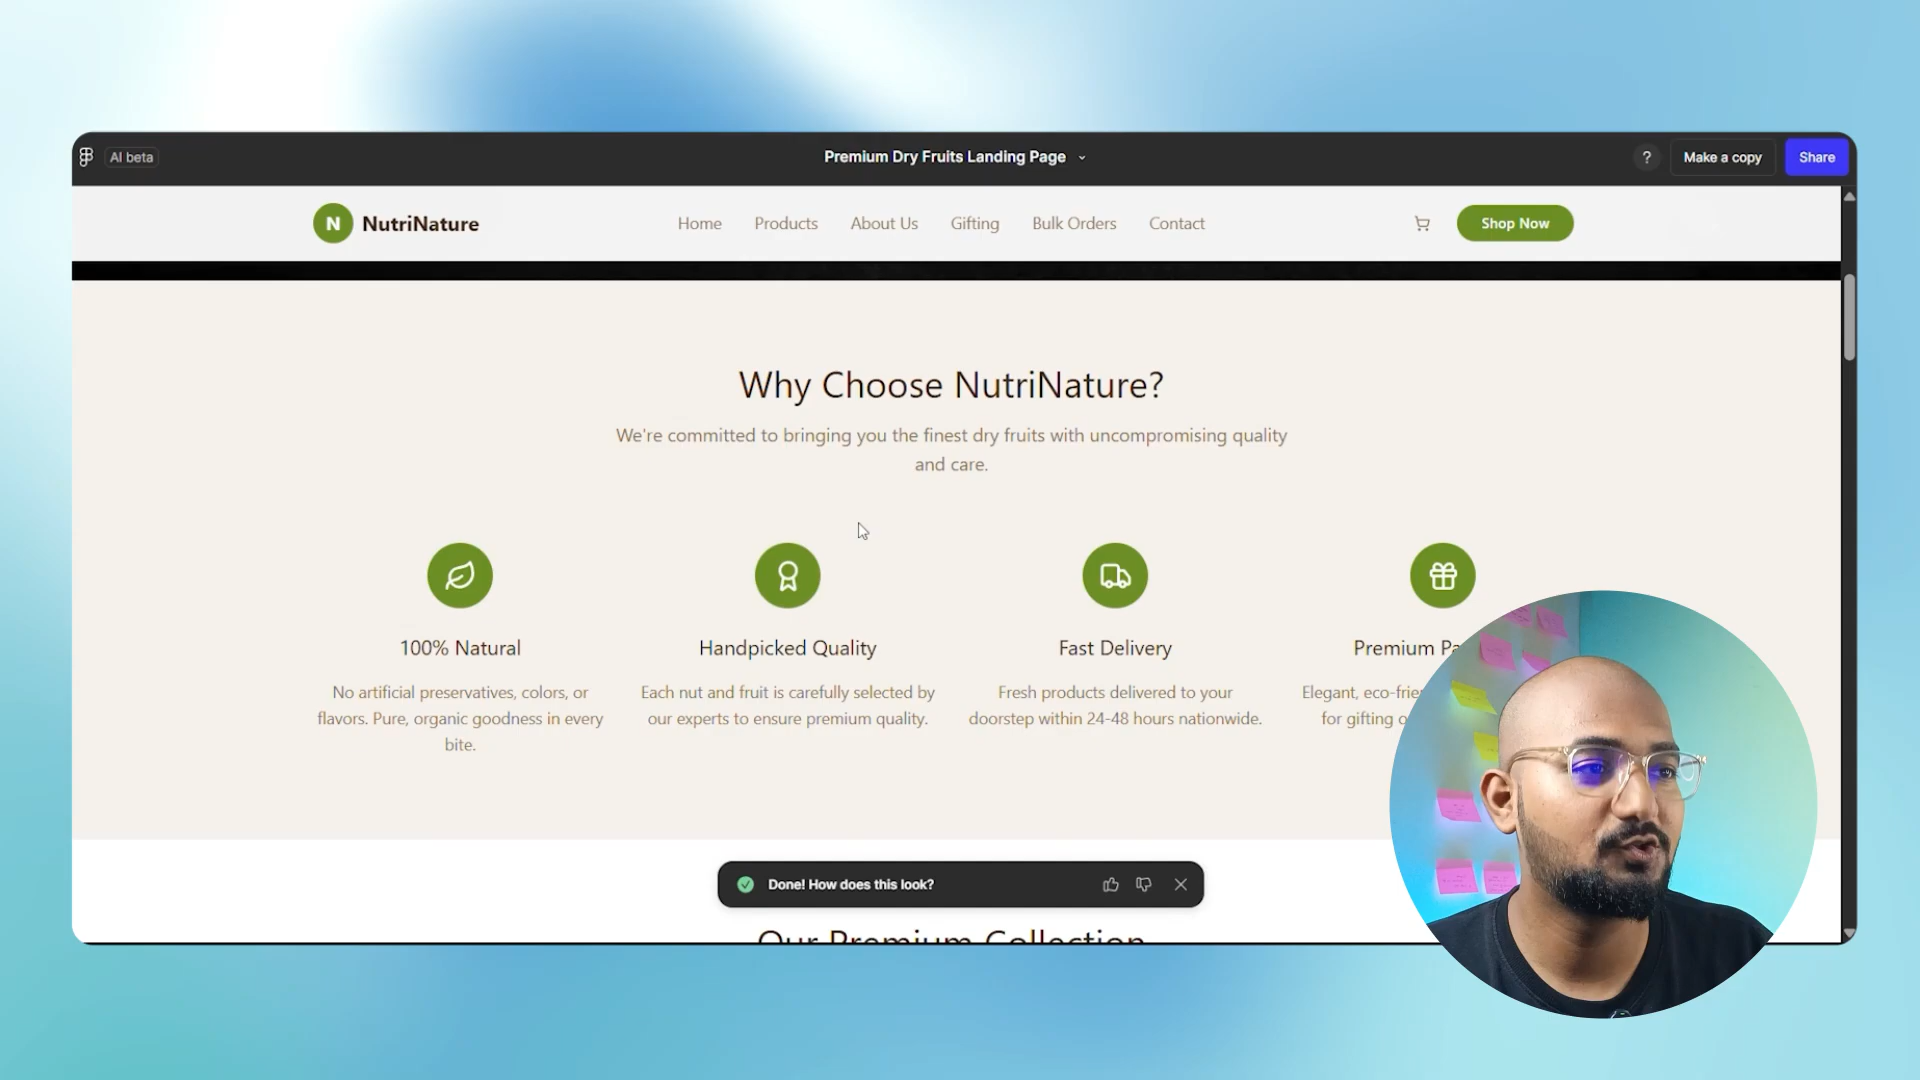 AI beta
Premium Dry Fruits Landing Page
?
Make a copy
Share
N
NutriNature
Home
Products
About Us
Gifting
Bulk Orders
Contact
Shop Now
Why Choose NutriNature?
We're committed to bringing you the finest dry fruits with uncompromising quality
and care.
100% Natural
No artificial preservatives, colors, or
flavors. Pure, organic goodness in every
bite.
Handpicked Quality
Each nut and fruit is carefully selected by
our experts to ensure premium quality.
Fast Delivery
Fresh products delivered to your
doorstep within 24-48 hours nationwide.
Premium
Elegant,
for gifting
Done! How does this look?
Our Premium Collection